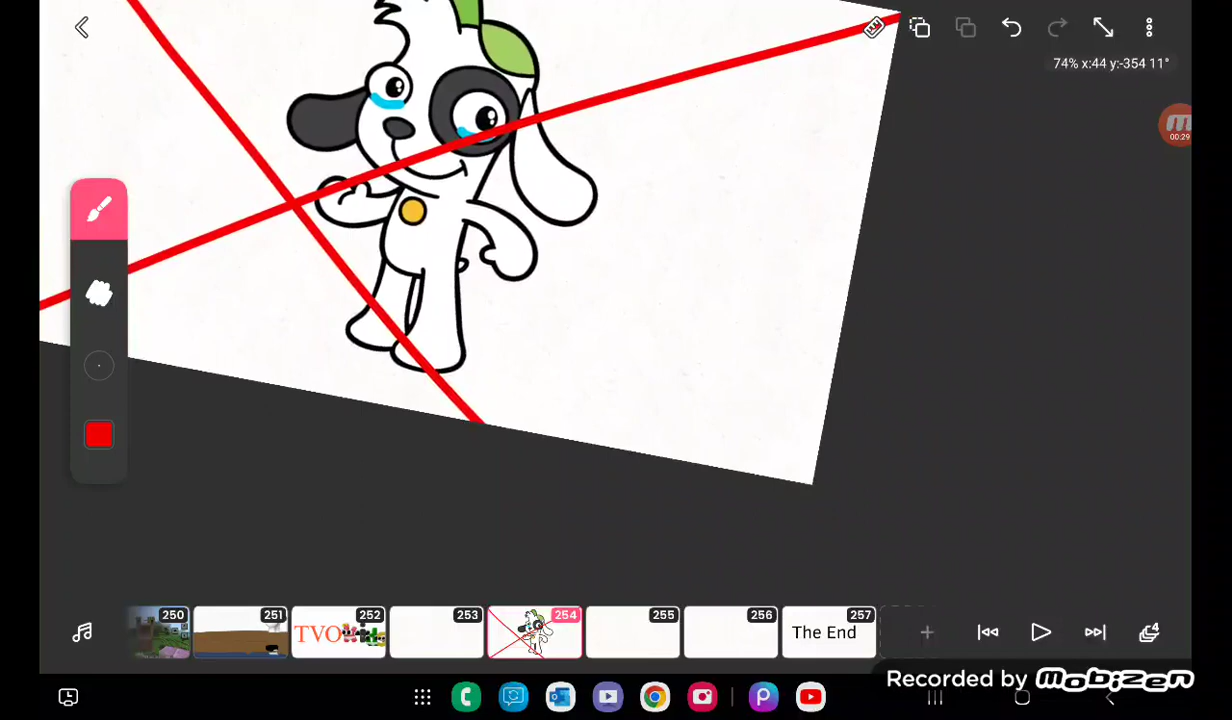 74% x:44 y:-354 11°
00:29
250
251
252
253
254
255
256
257
TVO
The End
4
Recorded by mobizen